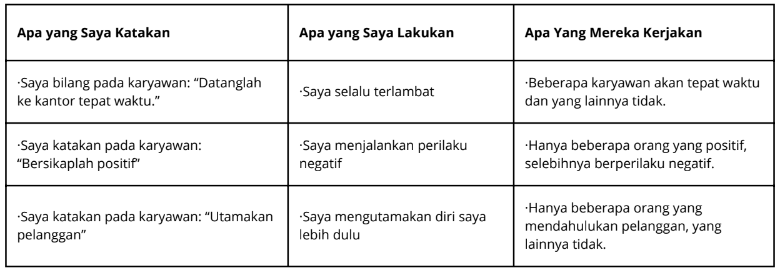 Apa yang Saya Katakan
Apa yang Saya Lakukan
Apa Yang Mereka Kerjakan
·Saya bilang pada karyawan: “Datanglah
ke kantor tepat waktu.”
·Saya selalu terlambat
·Beberapa karyawan akan tepat waktu
dan yang lainnya tidak.
·Saya katakan pada karyawan:
“Bersikaplah positif”
·Saya menjalankan perilaku
negatif
·Hanya beberapa orang yang positif,
selebihnya berperilaku negatif.
·Saya katakan pada karyawan: “Utamakan
pelanggan”
·Saya mengutamakan diri saya
lebih dulu
·Hanya beberapa orang yang
mendahulukan pelanggan, yang
lainnya tidak.